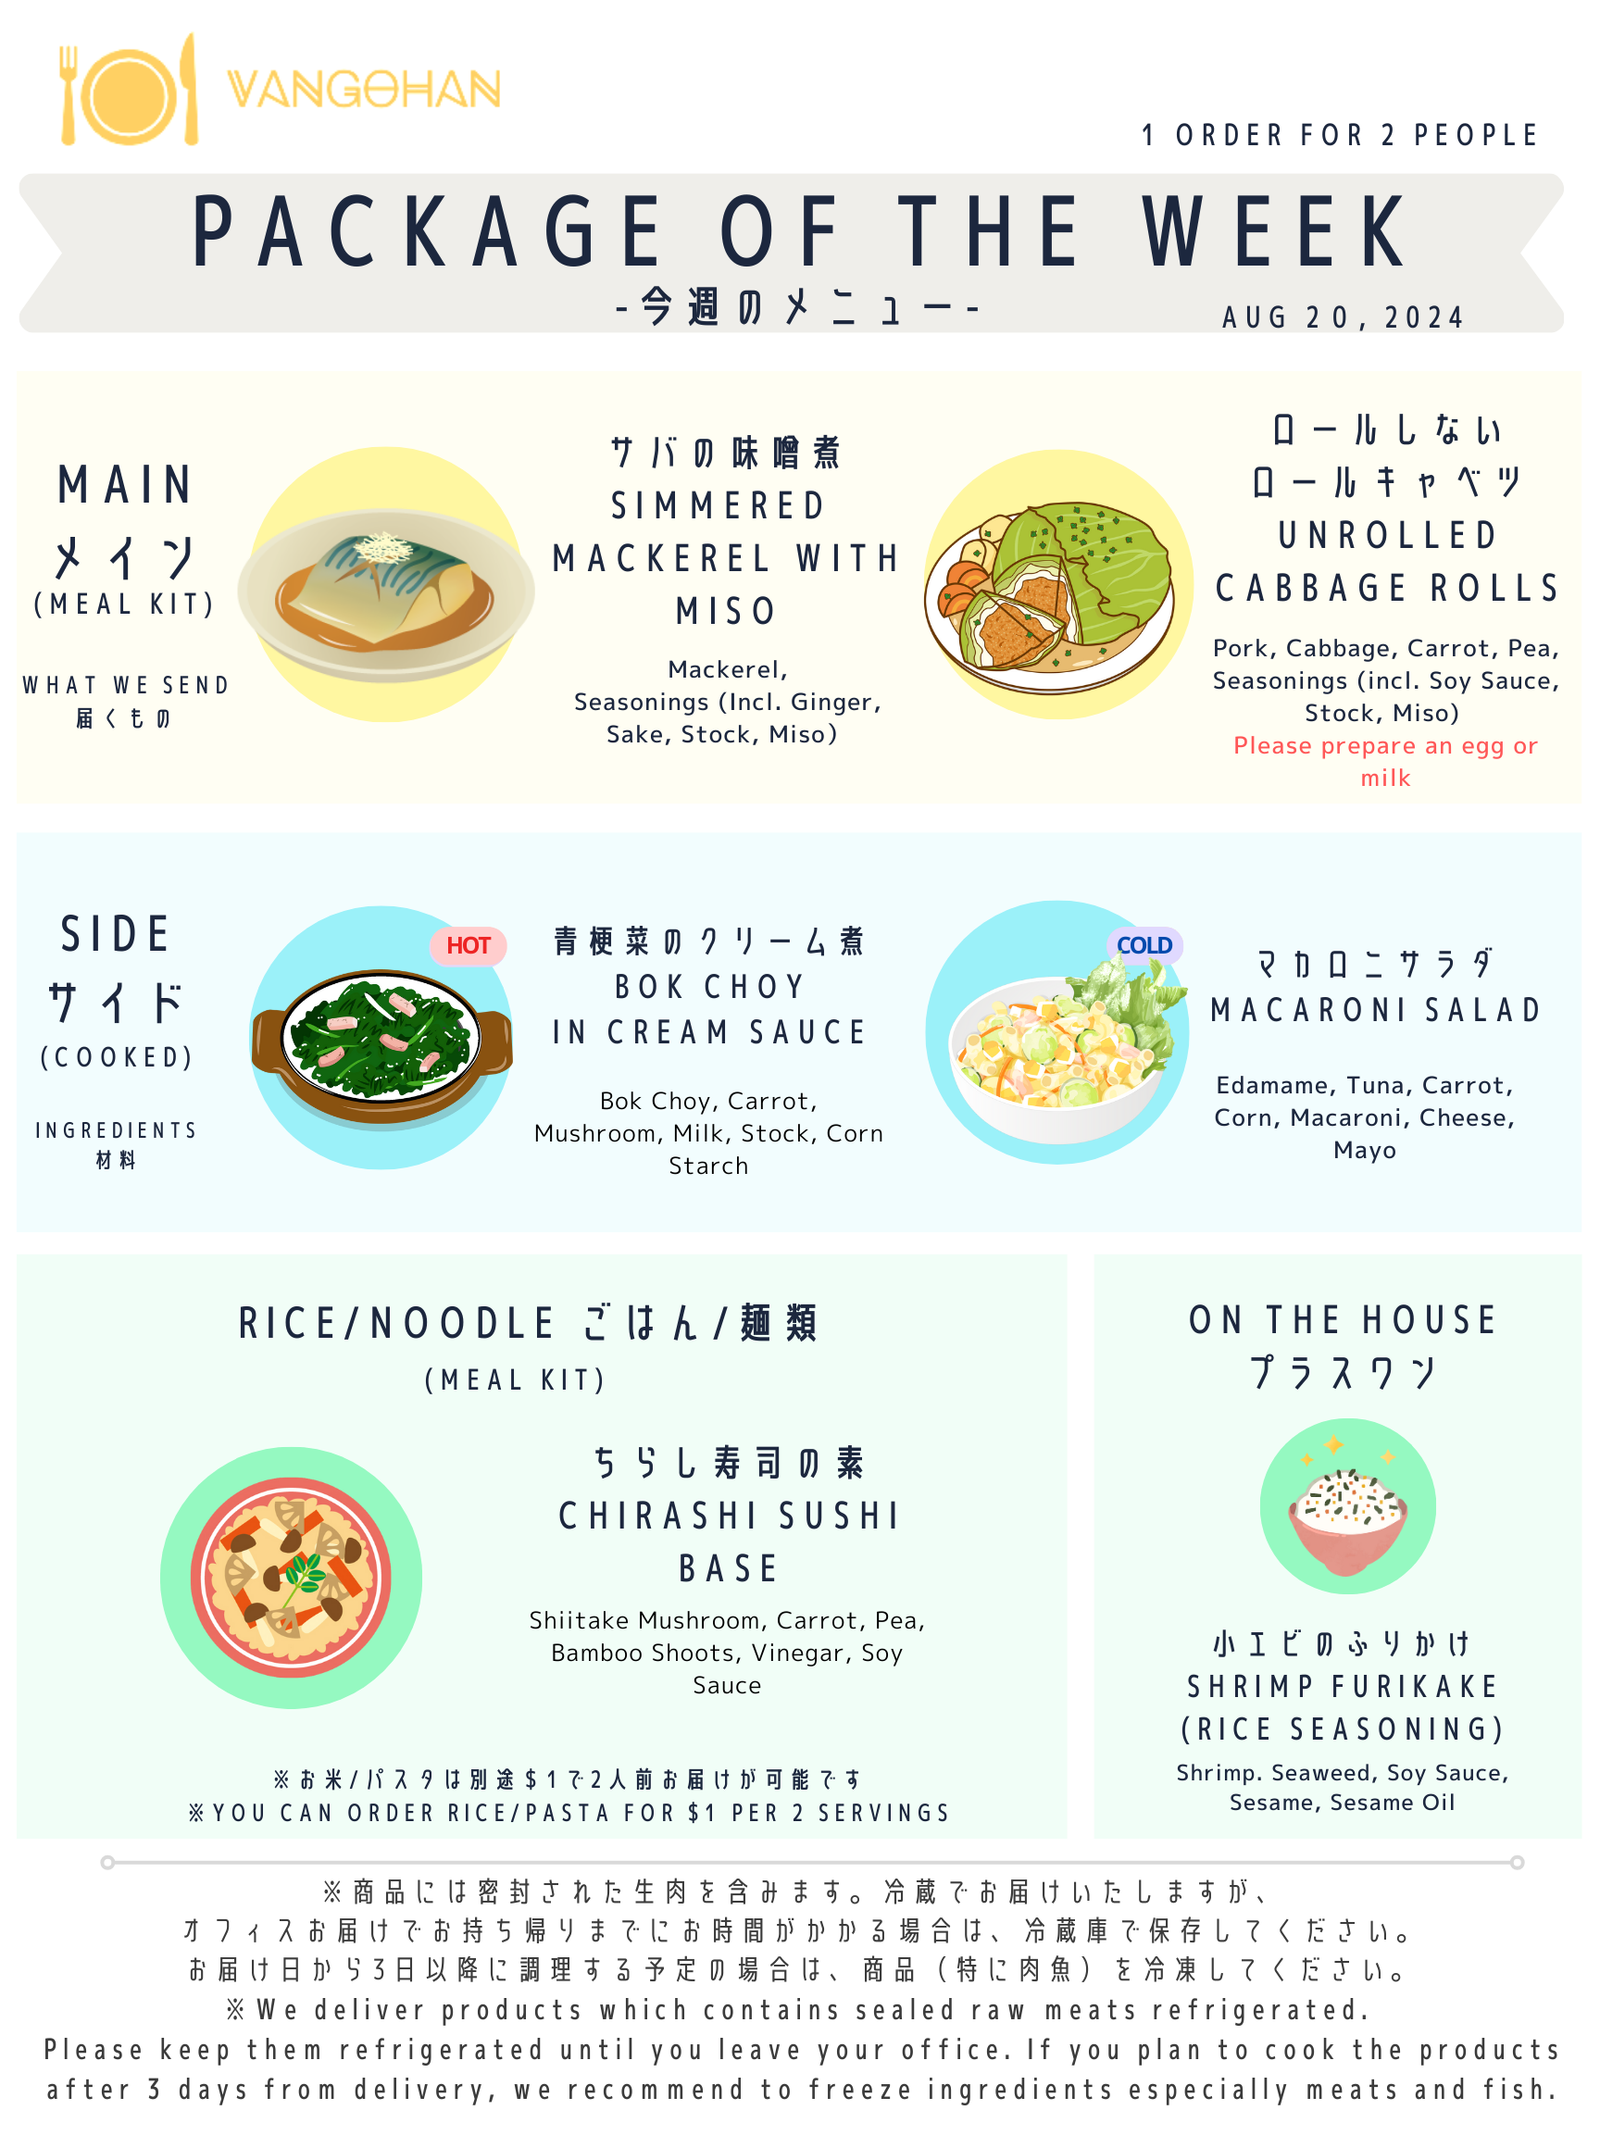 VANGOHAN
1 ORDER FOR 2 PEOPLE
PACKAGE OF THE WEEK
-今週のメニュー-
AUG 20, 2024
MAIN
メイン
(MEAL KIT)
WHAT WE SEND
届くもの
サバの味噌煮
SIMMERED
MACKEREL WITH
MISO
Mackerel,
Seasonings (Incl. Ginger,
Sake, Stock, Miso)
ロールしない
ロールキャベツ
UNROLLED
CABBAGE ROLLS
Pork, Cabbage, Carrot, Pea,
Seasonings (incl. Soy Sauce,
Stock, Miso)
Please prepare an egg or
milk
SIDE
サイド
(COOKED)
INGREDIENTS
材料
HOT
青梗菜のクリーム煮
BOK CHOY
IN CREAM SAUCE
Bok Choy, Carrot,
Mushroom, Milk, Stock, Corn
Starch
COLD
マカロニサラダ
MACARONI SALAD
Edamame, Tuna, Carrot,
Corn, Macaroni, Cheese,
Mayo
RICE/NOODLE ごはん/麺類
(MEAL KIT)
ちらし寿司の素
CHIRASHI SUSHI
BASE
Shiitake Mushroom, Carrot, Pea,
Bamboo Shoots, Vinegar, Soy
Sauce
※お米/パスタは別途$1で2人前お届けが可能です
※YOU CAN ORDER RICE/PASTA FOR $1 PER 2 SERVINGS
ON THE HOUSE
プラスワン
小エビのふりかけ
SHRIMP FURIKAKE
(RICE SEASONING)
Shrimp. Seaweed, Soy Sauce,
Sesame, Sesame Oil
※商品には密封された生肉を含みます。冷蔵でお届けいたしますが、
オフィスお届けでお持ち帰りまでにお時間がかかる場合は、冷蔵庫で保存してください。
お届け日から3日以降に調理する予定の場合は、商品（特に肉魚）を冷凍してください。
※We deliver products which contains sealed raw meats refrigerated.
Please keep them refrigerated until you leave your office. If you plan to cook the products
after 3 days from delivery, we recommend to freeze ingredients especially meats and fish.